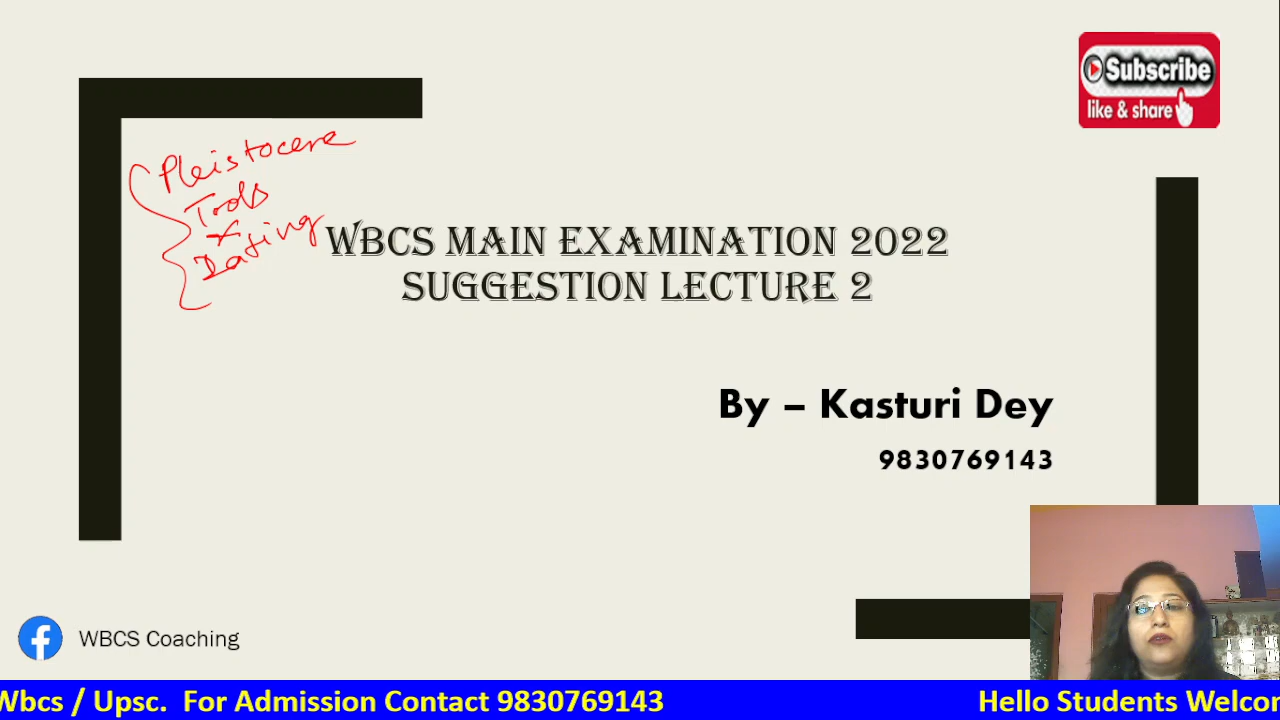 Subscribe
like & share
Pleistocene
Tools
Dating
WBCS MAIN EXAMINATION 2022
SUGGESTION LECTURE 2
By – Kasturi Dey
9830769143
WBCS Coaching
Wbcs / Upsc. For Admission Contact 9830769143
Hello Students Welcom